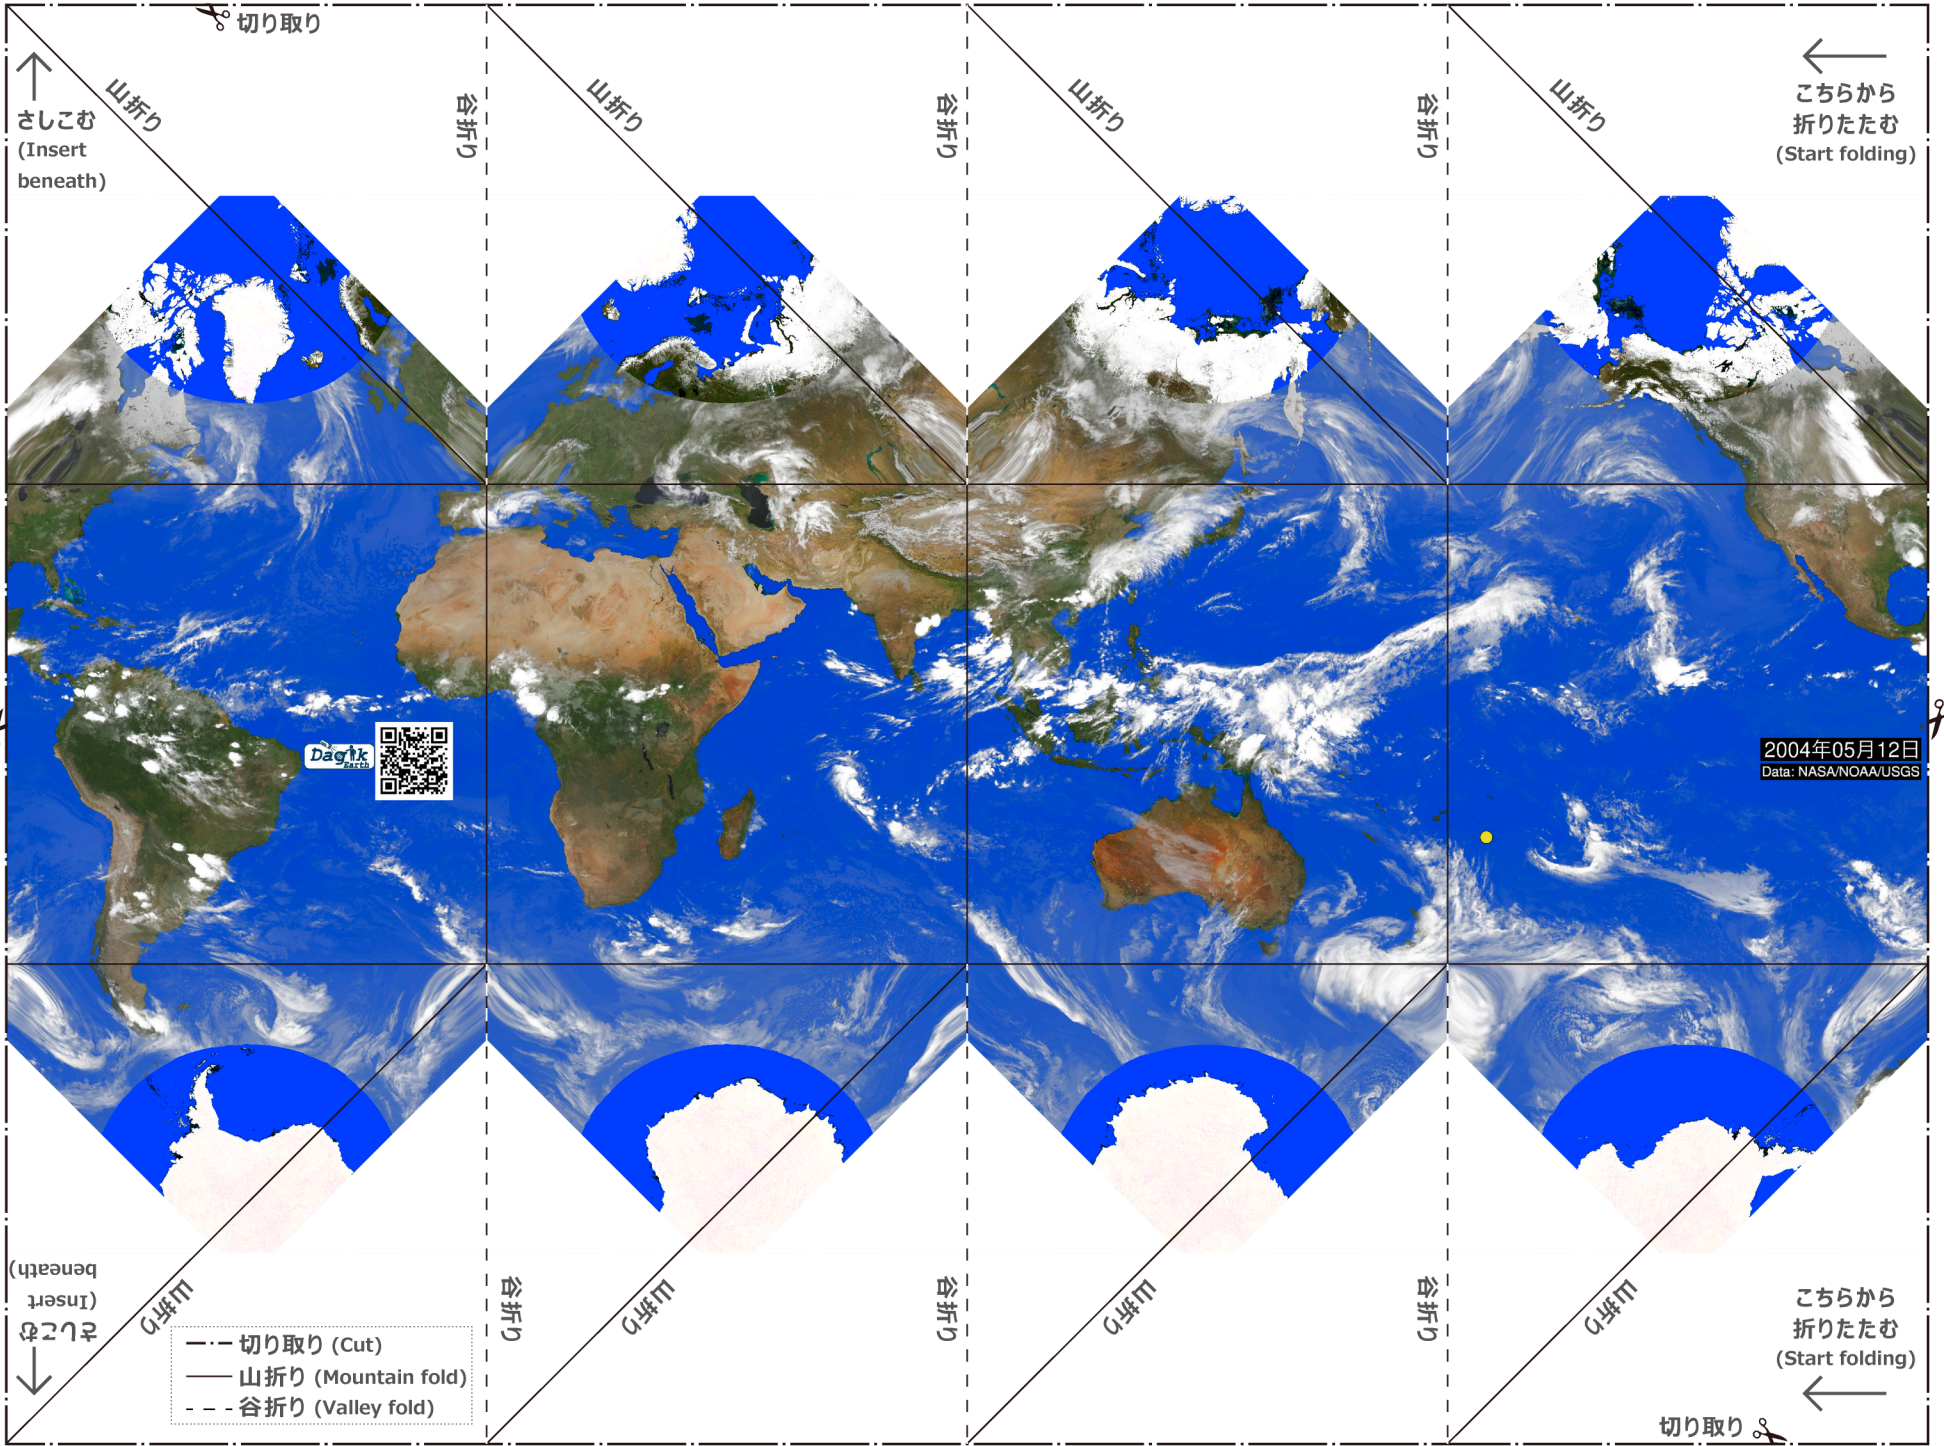 切り取り
さしこむ
(Insert
beneath)
山折り
谷折り
山折り
谷折り
山折り
谷折り
山折り
こちらから
折りたたむ
(Start folding)
Dagik
Earth
2004年05月12日
Data: NASA/NOAA/USGS
さしこむ
(Insert
beneath)
山折り
谷折り
山折り
谷折り
山折り
谷折り
山折り
こちらから
折りたたむ
(Start folding)
切り取り (Cut)
山折り (Mountain fold)
谷折り (Valley fold)
切り取り